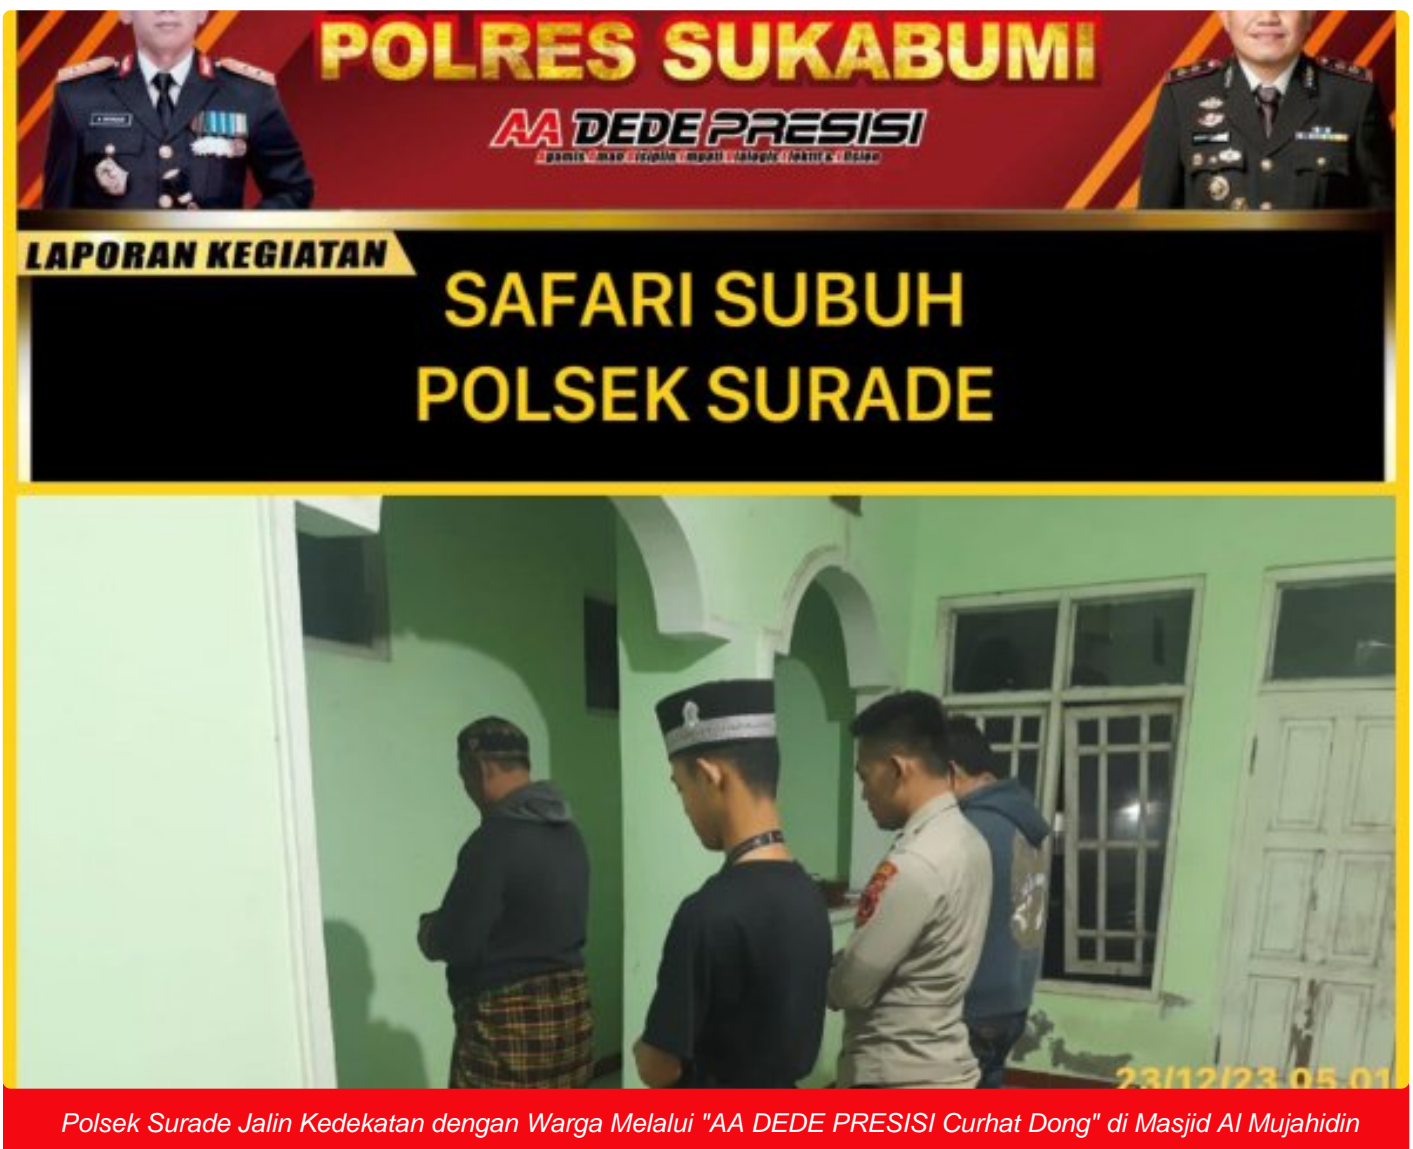 POLRES SUKABUMI
AA DEDE PRESISI
LAPORAN KEGIATAN
SAFARI SUBUH
POLSEK SURADE
23/12/23 05.01
Polsek Surade Jalin Kedekatan dengan Warga Melalui "AA DEDE PRESISI Curhat Dong" di Masjid Al Mujahidin